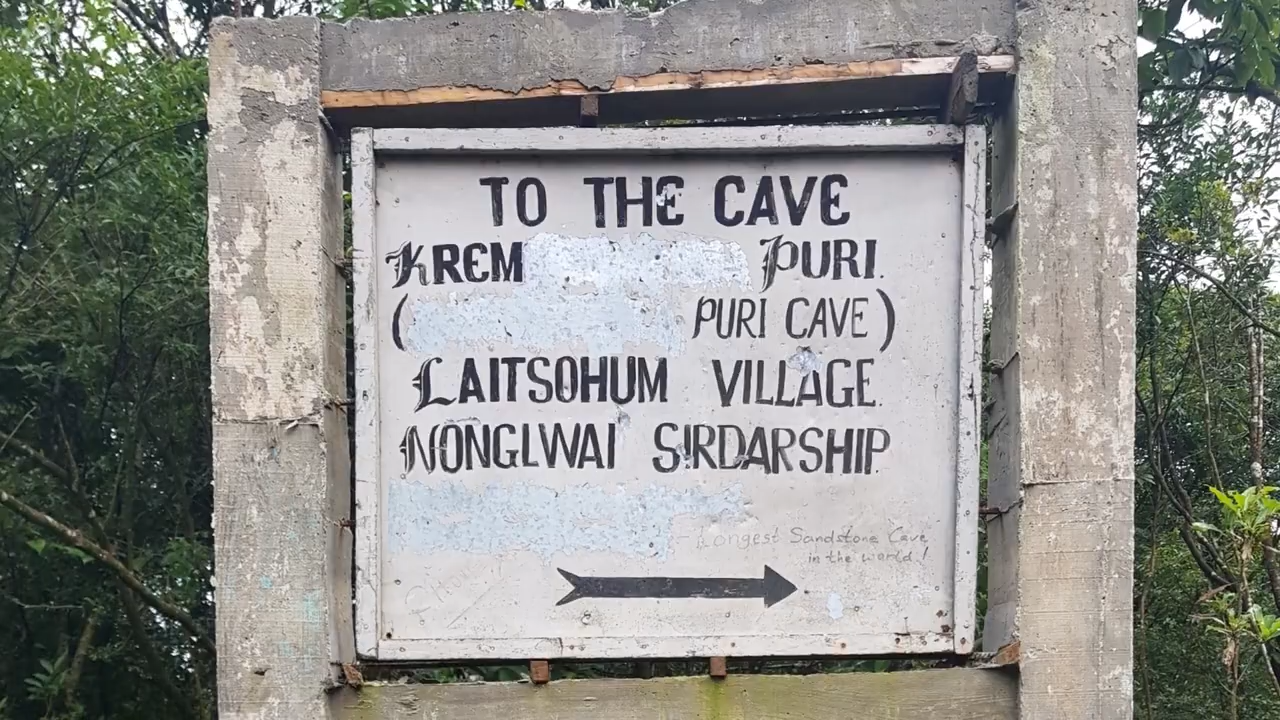 TO THE CAVE
KREM PURI.
( PURI CAVE)
LAITSOHUM VILLAGE
NONGLWAI SIRDARSHIP
- Longest Sandstone Cave
in the world!